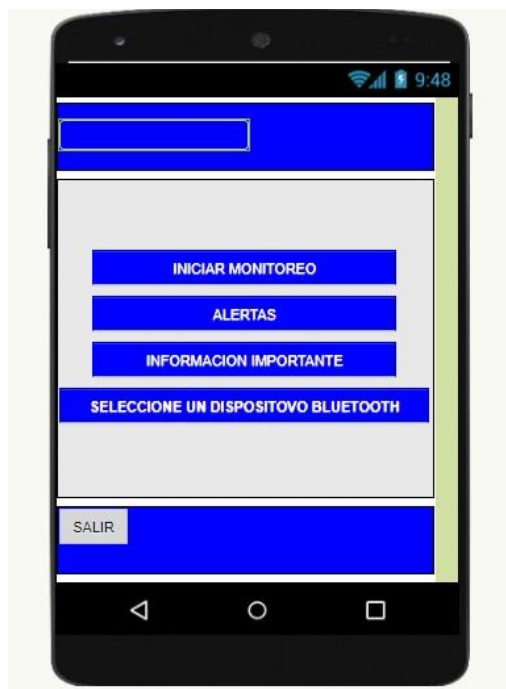 9:48
INICIAR MONITOREO
ALERTAS
INFORMACION IMPORTANTE
SELECCIONE UN DISPOSITOVO BLUETOOTH
SALIR